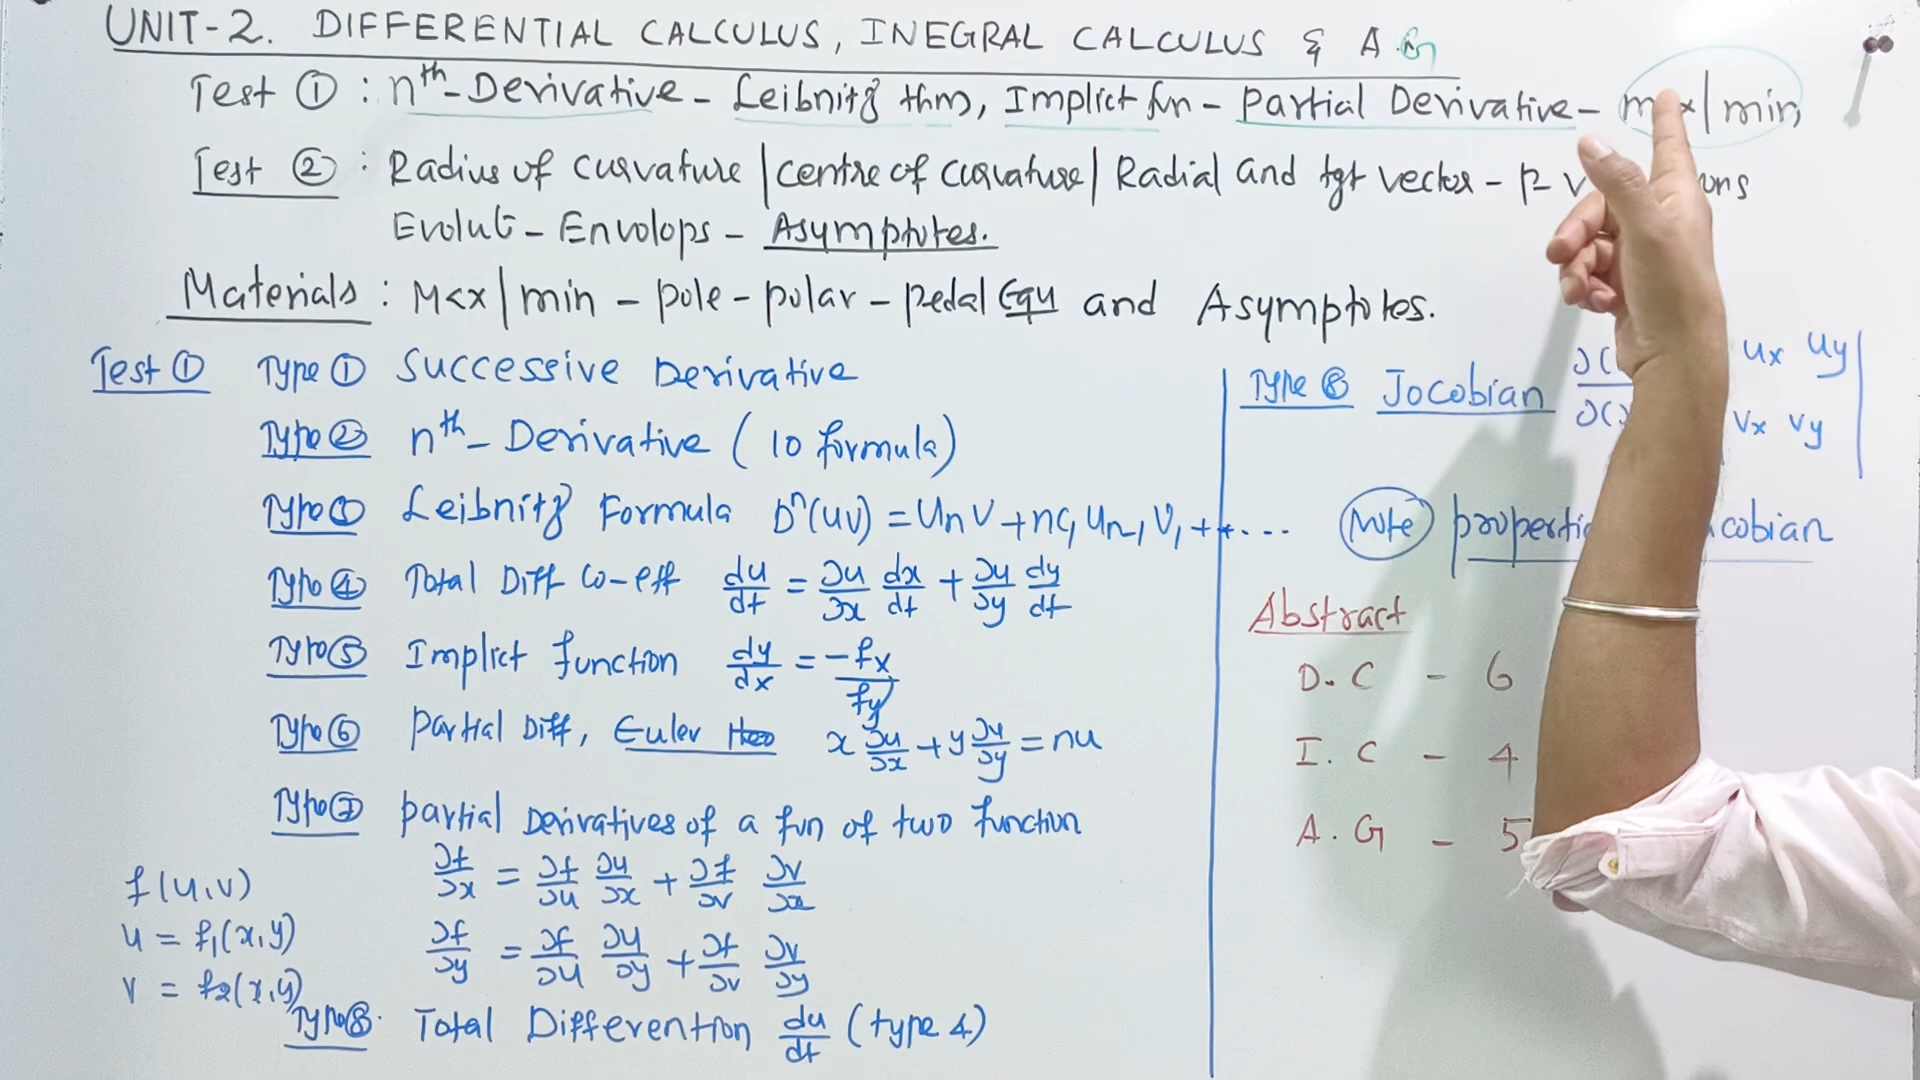 UNIT-2. DIFFERENTIAL CALCULUS, INEGRAL CALCULUS & A.G
Test ① : nth-Derivative - Leibnitz thm, Implict fun - Partial Derivative - max | min
Test ② : Radius of curvature | centre of curvature | Radial and tgt vector - p
Evolut - Envolops - Asymptotes.
Materials : Max | min - pole - polar - pedal Equ and Asymptotes.
Test ① Type ① Successive Derivative
Type ② nth - Derivative ( 10 formula)
Type ③ Leibnitz Formula Dⁿ(uv) = Uₙ V + nC₁ Uₙ₋₁ V₁ + + ...
Type ④ Total Diff Co-eff du/dt = ∂u/∂x dx/dt + ∂u/∂y dy/dt
Type ⑤ Implict function dy/dx = -fx/fy
Type ⑥ Partial Diff, Euler x ∂u/∂x + y ∂u/∂y = nu
Type ⑦ partial Derivatives of a fun of two function
∂f/∂x = ∂f/∂u ∂u/∂x + ∂f/∂v ∂v/∂x
∂f/∂y = ∂f/∂u ∂u/∂y + ∂f/∂v ∂v/∂y
f(u,v)
u = f₁(x,y)
v = f₂(x,y)
Type ⑧. Total Differention du/dt (type 4)
Type ⑧ Jocobian ux uy
vx vy
Note
Abstract
D.C - 6
I.C - 4
A.G - 5